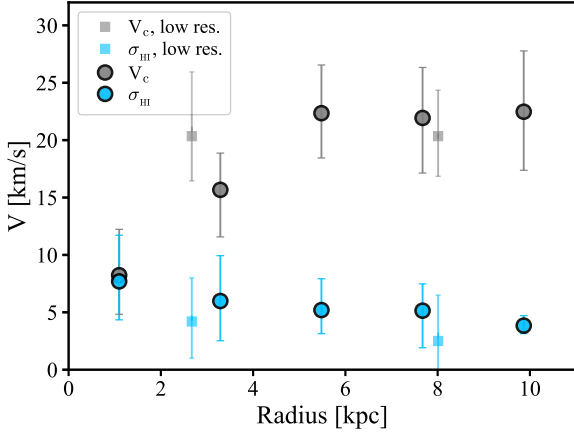 V_c, low res.
σ_HI, low res.
V_c
σ_HI
V [km/s]
30
25
20
15
10
5
0
0 2 4 6 8 10
Radius [kpc]